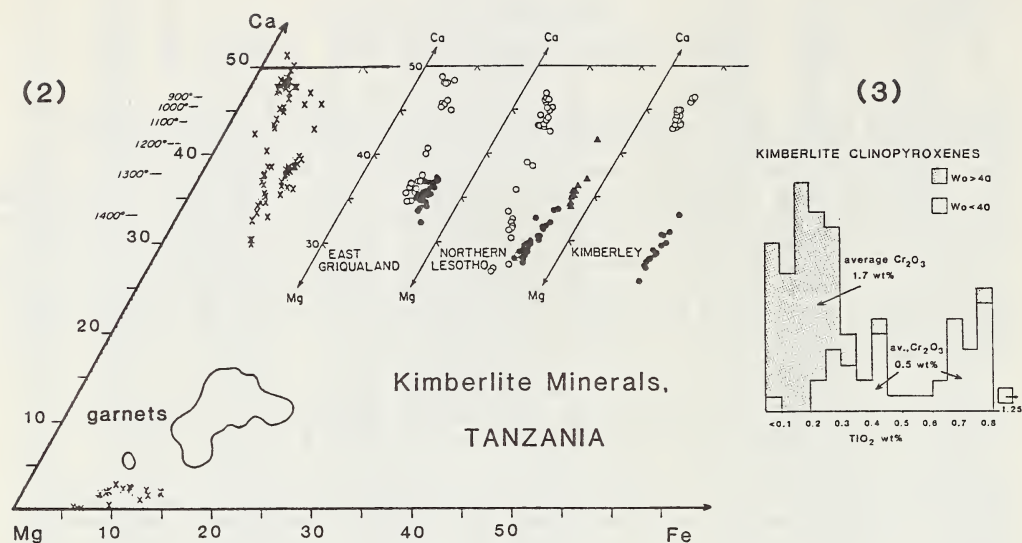 (2)
Ca
50
900°
1000°
1100°
1200°
40
1300°
1400°
30
20
10
garnets
Mg 10 20 30 40 50 Fe
Ca
50
40
30
EAST
GRIQUALAND
Mg
Ca
NORTHERN
LESOTHO
Mg
Ca
KIMBERLEY
Mg
Kimberlite Minerals,
TANZANIA
(3)
KIMBERLITE CLINOPYROXENES
Wo>40
Wo<40
average Cr₂O₃
1.7 wt%
av., Cr₂O₃
0.5 wt%
<0.1 0.2 0.3 0.4 0.5 0.6 0.7 0.8 1.25
TIO₂ wt%